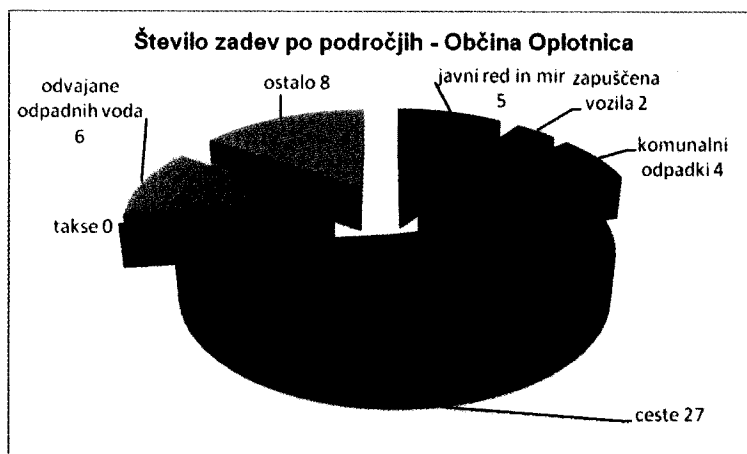 Število zadev po področjih - Občina Oplotnica
odvajane
odpadnih voda
6
ostalo 8
javni red in mir
5
zapuščena
vozila 2
komunalni
odpadki 4
takse 0
ceste 27